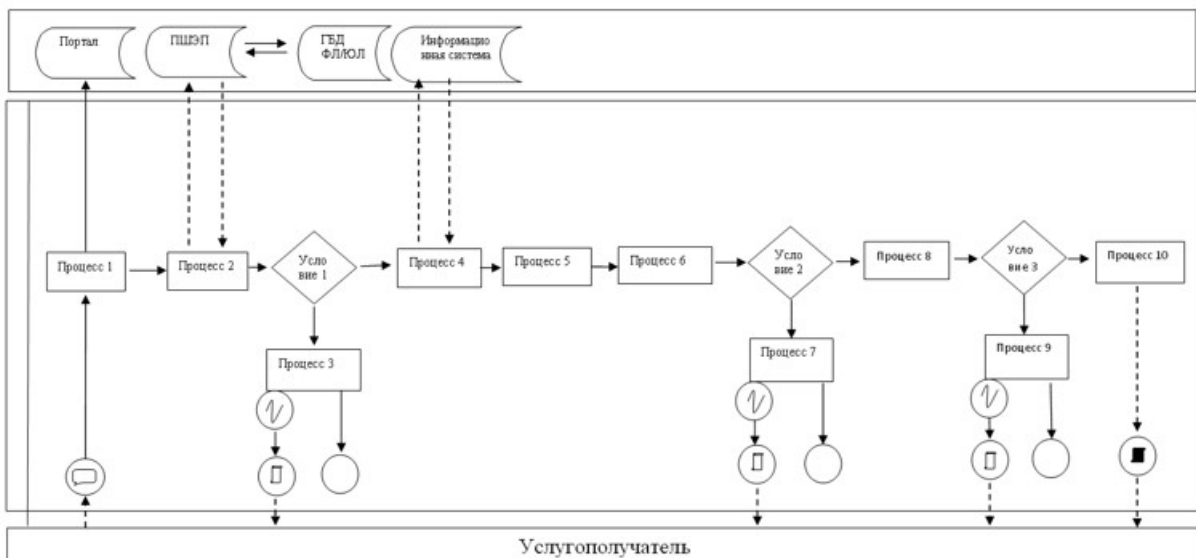 Портал
ПШЭП
ГБД
ФЛ/ЮЛ
Информацио
нная система
Процесс 1
Процесс 2
Усло
вие 1
Процесс 4
Процесс 5
Процесс 6
Усло
вие 2
Процесс 8
Усло
вие 3
Процесс 10
Процесс 3
Процесс 7
Процесс 9
Услугополучатель